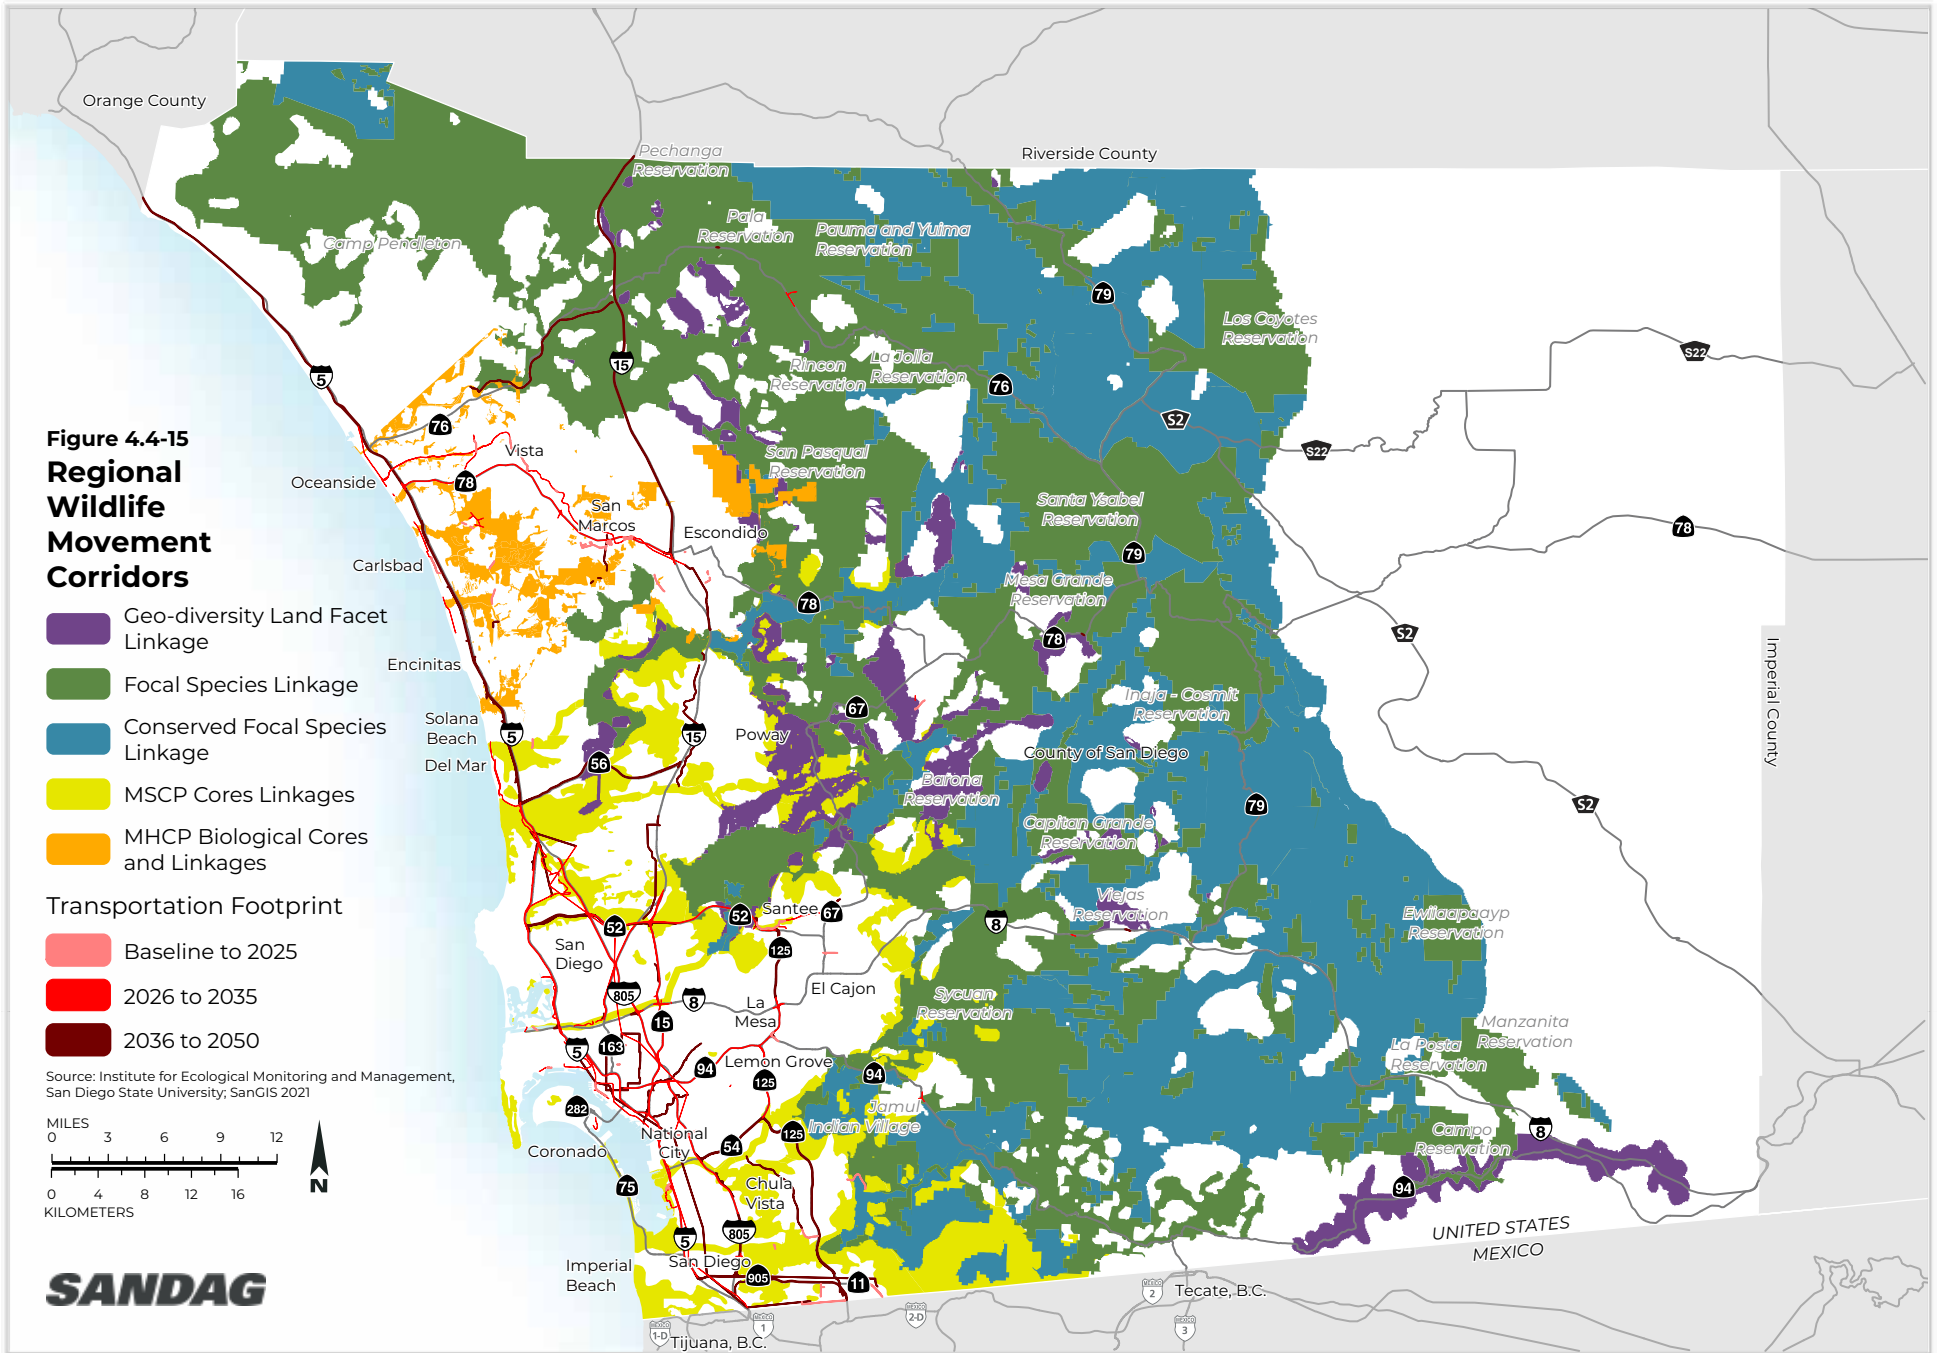 Orange County
Riverside County
Pechanga
Reservation
Pala
Reservation
Pauma and Yuima
Reservation
Camp Pendleton
79
Los Coyotes
Reservation
S22
5
15
Rincon
Reservation
La Jolla
Reservation
76
S2
76
S22
Figure 4.4-15
Regional
Wildlife
Movement
Corridors
Vista
San Pasqual
Reservation
Oceanside
78
San
Marcos
Escondido
Santa Ysabel
Reservation
78
79
Carlsbad
Mesa Grande
Reservation
78
78
S2
Geo-diversity Land Facet
Linkage
Focal Species Linkage
Conserved Focal Species
Linkage
MSCP Cores Linkages
MHCP Biological Cores
and Linkages
Encinitas
Imperial County
Solana
Beach
Del Mar
5
15
Poway
67
Inaja - Cosmit
Reservation
County of San Diego
56
Barona
Reservation
79
S2
Capitan Grande
Reservation
Transportation Footprint
Baseline to 2025
2026 to 2035
2036 to 2050
52
52
Santee
67
8
Viejas
Reservation
Ewiiaapaayp
Reservation
San
Diego
125
805
8
La
Mesa
El Cajon
Sycuan
Reservation
15
5
163
94
Lemon Grove
125
94
Manzanita
Reservation
La Posta
Reservation
Source: Institute for Ecological Monitoring and Management,
San Diego State University; SanGIS 2021
MILES
0 3 6 9 12
0 4 8 12 16
KILOMETERS
N
282
Jamul
Indian Village
Coronado
National
City
54
125
Campo
Reservation
8
75
Chula
Vista
94
5
805
San Diego
Imperial
Beach
905
11
UNITED STATES
MEXICO
SANDAG
MEXICO
2
Tecate, B.C.
MEXICO
1-D
MEXICO
1
MEXICO
2-D
MEXICO
3
Tijuana, B.C.